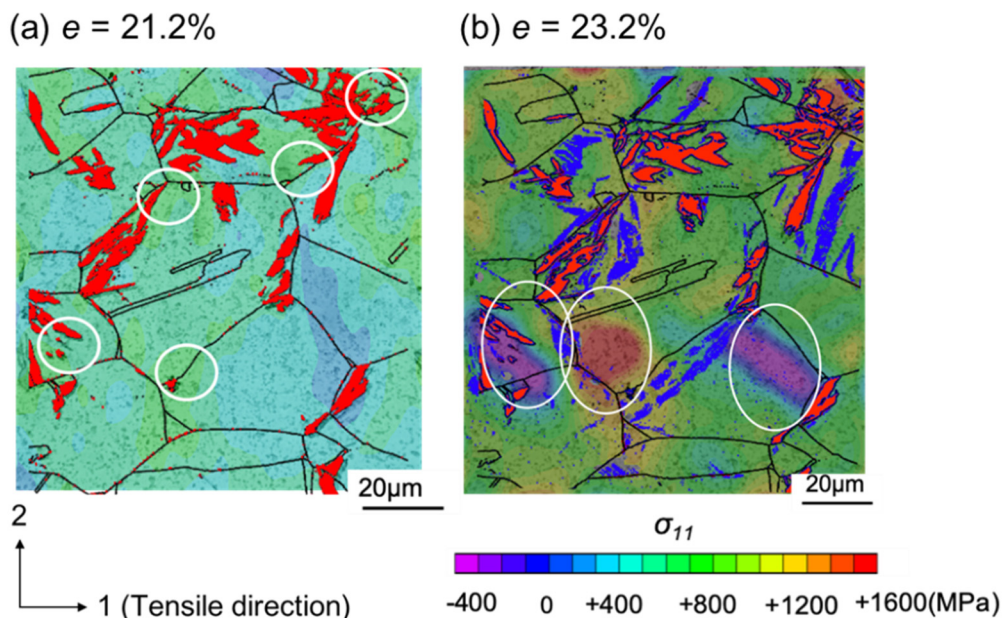 (a) e = 21.2%
(b) e = 23.2%
20μm
20μm
2
1 (Tensile direction)
σ11
-400 0 +400 +800 +1200 +1600(MPa)